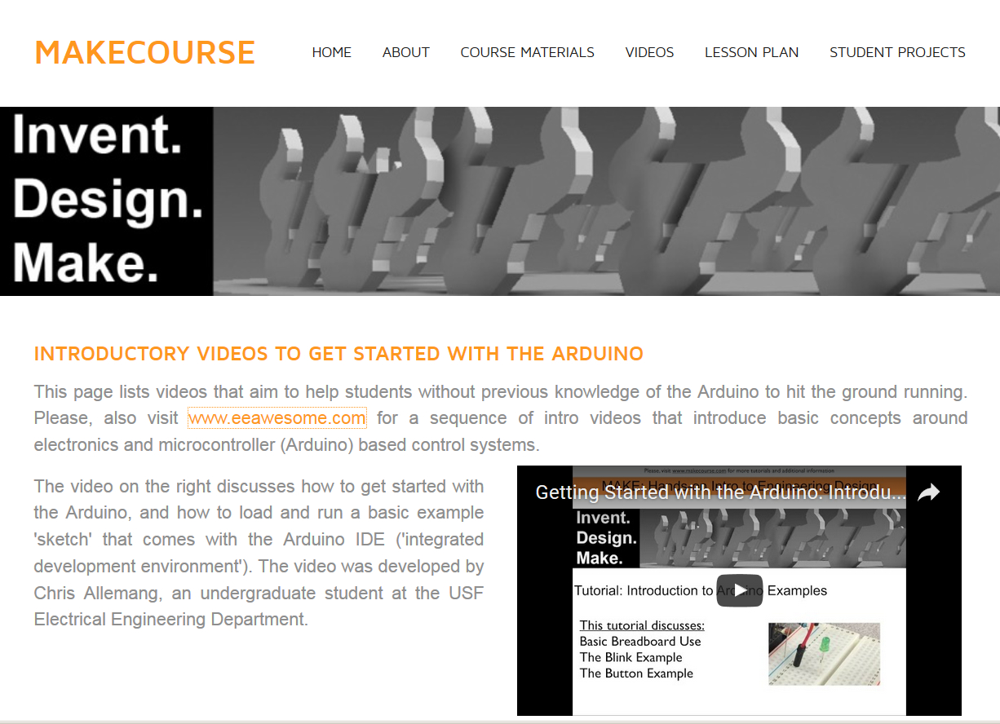 MAKECOURSE
HOME ABOUT COURSE MATERIALS VIDEOS LESSON PLAN STUDENT PROJECTS
Invent.
Design.
Make.
INTRODUCTORY VIDEOS TO GET STARTED WITH THE ARDUINO
This page lists videos that aim to help students without previous knowledge of the Arduino to hit the ground running.
Please, also visit www.eeawesome.com for a sequence of intro videos that introduce basic concepts around
electronics and microcontroller (Arduino) based control systems.
The video on the right discusses how to get started with
the Arduino, and how to load and run a basic example
'sketch' that comes with the Arduino IDE ('integrated
development environment'). The video was developed by
Chris Allemang, an undergraduate student at the USF
Electrical Engineering Department.
Please, visit www.makecourse.com for more tutorials and additional information
MAKE: Hands-on Intro to Engineering Design
Getting Started with the Arduino: Introdu...
Invent.
Design.
Make.
Tutorial: Introduction to Arduino Examples
This tutorial discusses:
Basic Breadboard Use
The Blink Example
The Button Example